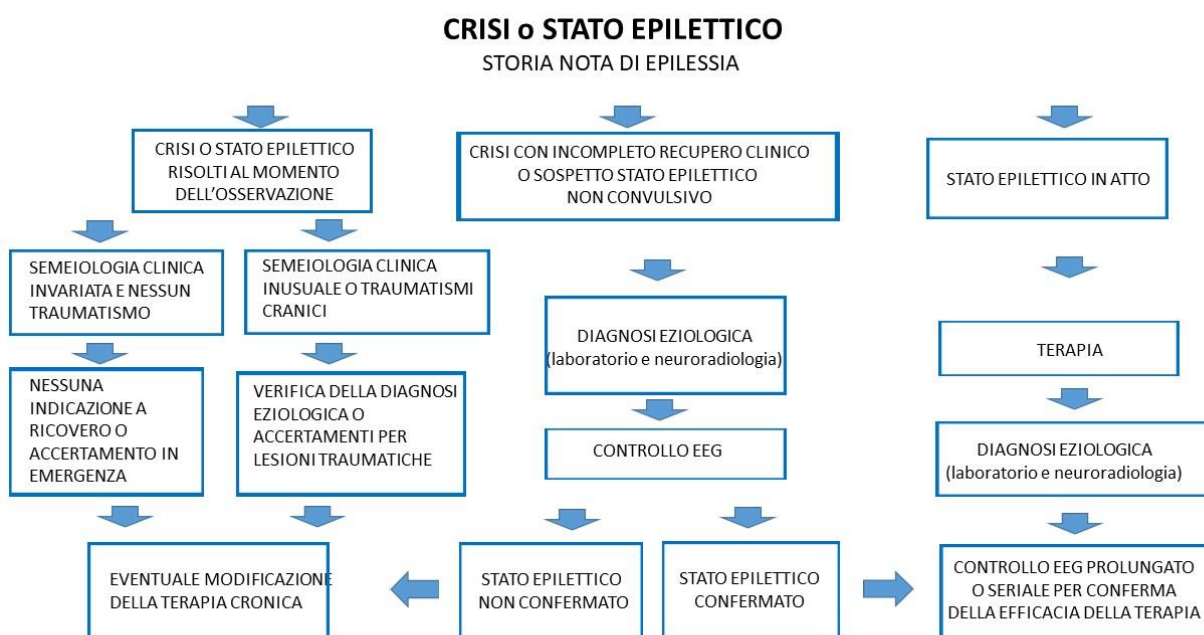 CRISI o STATO EPILETTICO
STORIA NOTA DI EPILESSIA
CRISI O STATO EPILETTICO
RISOLTI AL MOMENTO
DELL'OSSERVAZIONE
CRISI CON INCOMPLETO RECUPERO CLINICO
O SOSPETTO STATO EPILETTICO
NON CONVULSIVO
STATO EPILETTICO IN ATTO
SEMEIOLOGIA CLINICA
INVARIATA E NESSUN
TRAUMATISMO
SEMEIOLOGIA CLINICA
INUSUALE O TRAUMATISMI
CRANICI
DIAGNOSI EZIOLOGICA
(laboratorio e neuroradiologia)
TERAPIA
NESSUNA
INDICAZIONE A
RICOVERO O
ACCERTAMENTO IN
EMERGENZA
VERIFICA DELLA DIAGNOSI
EZIOLOGICA O
ACCERTAMENTI PER
LESIONI TRAUMATICHE
CONTROLLO EEG
DIAGNOSI EZIOLOGICA
(laboratorio e neuroradiologia)
EVENTUALE MODIFICAZIONE
DELLA TERAPIA CRONICA
STATO EPILETTICO
NON CONFERMATO
STATO EPILETTICO
CONFERMATO
CONTROLLO EEG PROLUNGATO
O SERIALE PER CONFERMA
DELLA EFFICACIA DELLA TERAPIA